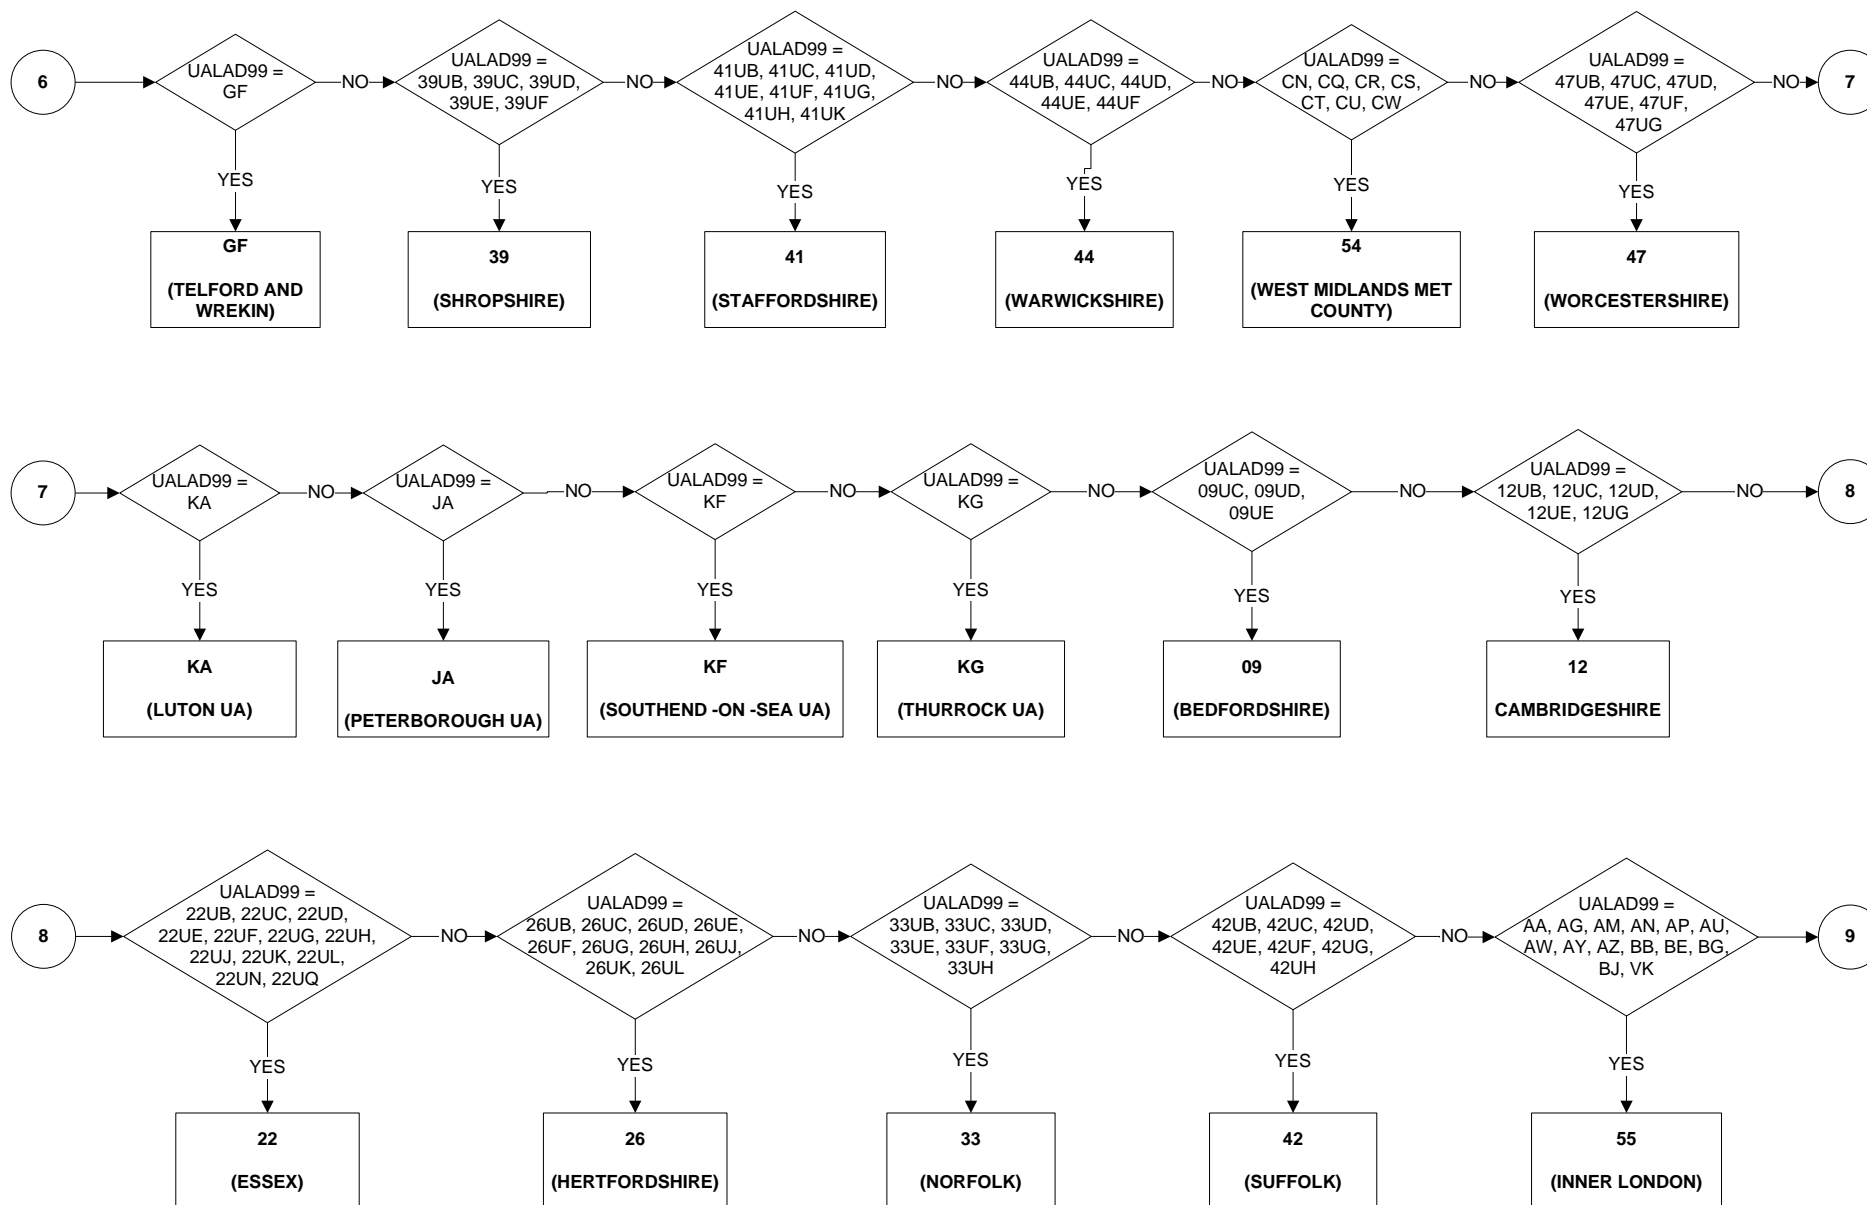 6
UALAD99 =
GF
NO
UALAD99 =
39UB, 39UC, 39UD,
39UE, 39UF
NO
UALAD99 =
41UB, 41UC, 41UD,
41UE, 41UF, 41UG,
41UH, 41UK
NO
UALAD99 =
44UB, 44UC, 44UD,
44UE, 44UF
NO
UALAD99 =
CN, CQ, CR, CS,
CT, CU, CW
NO
UALAD99 =
47UB, 47UC, 47UD,
47UE, 47UF,
47UG
NO
7
YES
YES
YES
YES
YES
YES
GF
(TELFORD AND
WREKIN)
39
(SHROPSHIRE)
41
(STAFFORDSHIRE)
44
(WARWICKSHIRE)
54
(WEST MIDLANDS MET
COUNTY)
47
(WORCESTERSHIRE)
7
UALAD99 =
KA
NO
UALAD99 =
JA
NO
UALAD99 =
KF
NO
UALAD99 =
KG
NO
UALAD99 =
09UC, 09UD,
09UE
NO
UALAD99 =
12UB, 12UC, 12UD,
12UE, 12UG
NO
8
YES
YES
YES
YES
YES
YES
KA
(LUTON UA)
JA
(PETERBOROUGH UA)
KF
(SOUTHEND -ON -SEA UA)
KG
(THURROCK UA)
09
(BEDFORDSHIRE)
12
CAMBRIDGESHIRE
8
UALAD99 =
22UB, 22UC, 22UD,
22UE, 22UF, 22UG, 22UH,
22UJ, 22UK, 22UL,
22UN, 22UQ
NO
UALAD99 =
26UB, 26UC, 26UD, 26UE,
26UF, 26UG, 26UH, 26UJ,
26UK, 26UL
NO
UALAD99 =
33UB, 33UC, 33UD,
33UE, 33UF, 33UG,
33UH
NO
UALAD99 =
42UB, 42UC, 42UD,
42UE, 42UF, 42UG,
42UH
NO
UALAD99 =
AA, AG, AM, AN, AP, AU,
AW, AY, AZ, BB, BE, BG,
BJ, VK
9
YES
YES
YES
YES
YES
22
(ESSEX)
26
(HERTFORDSHIRE)
33
(NORFOLK)
42
(SUFFOLK)
55
(INNER LONDON)